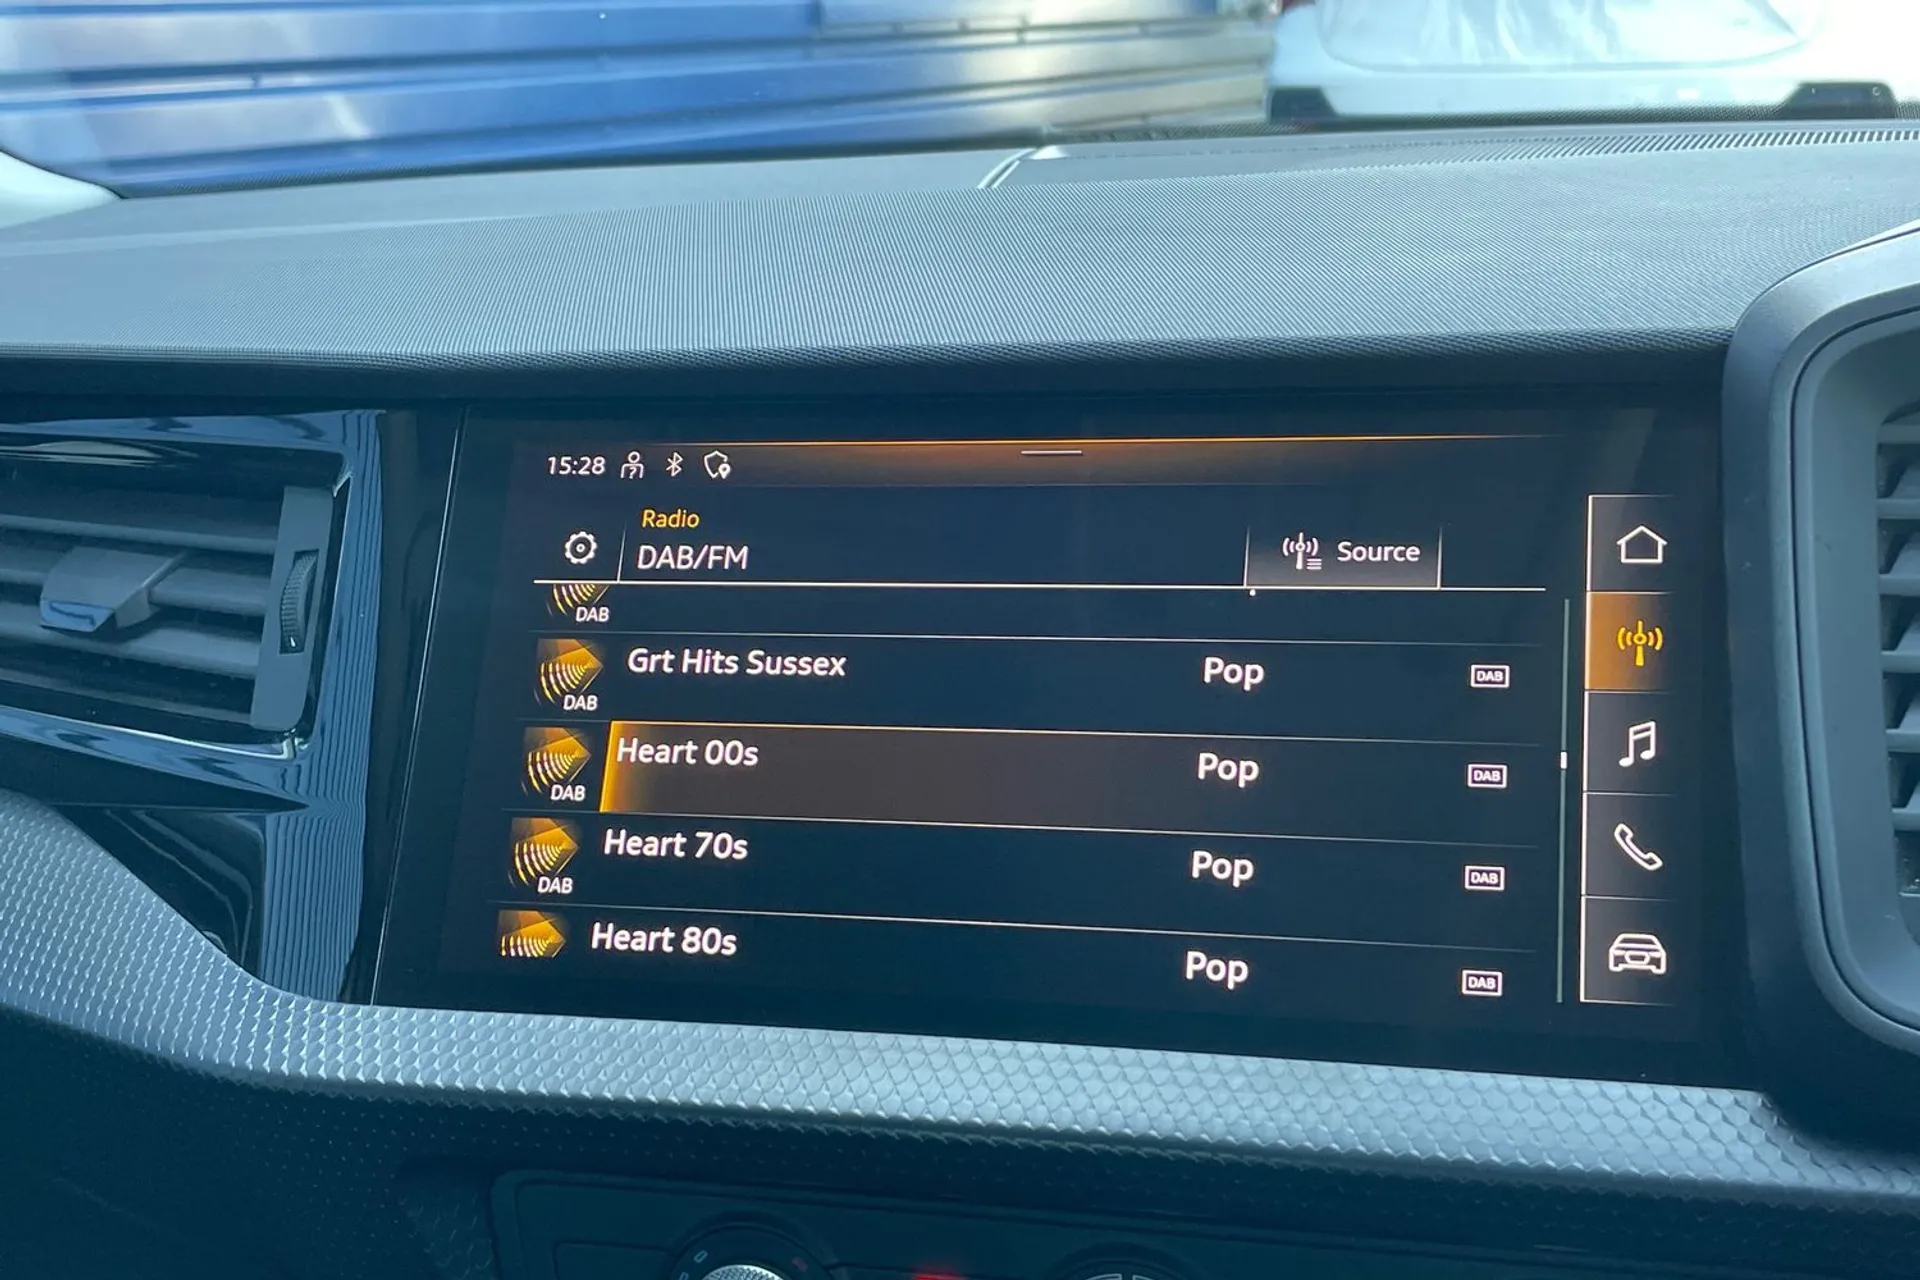 15:28
Radio
DAB/FM
Source
DAB
Grt Hits Sussex Pop DAB
DAB
Heart 00s Pop DAB
DAB
Heart 70s Pop DAB
DAB
Heart 80s Pop DAB